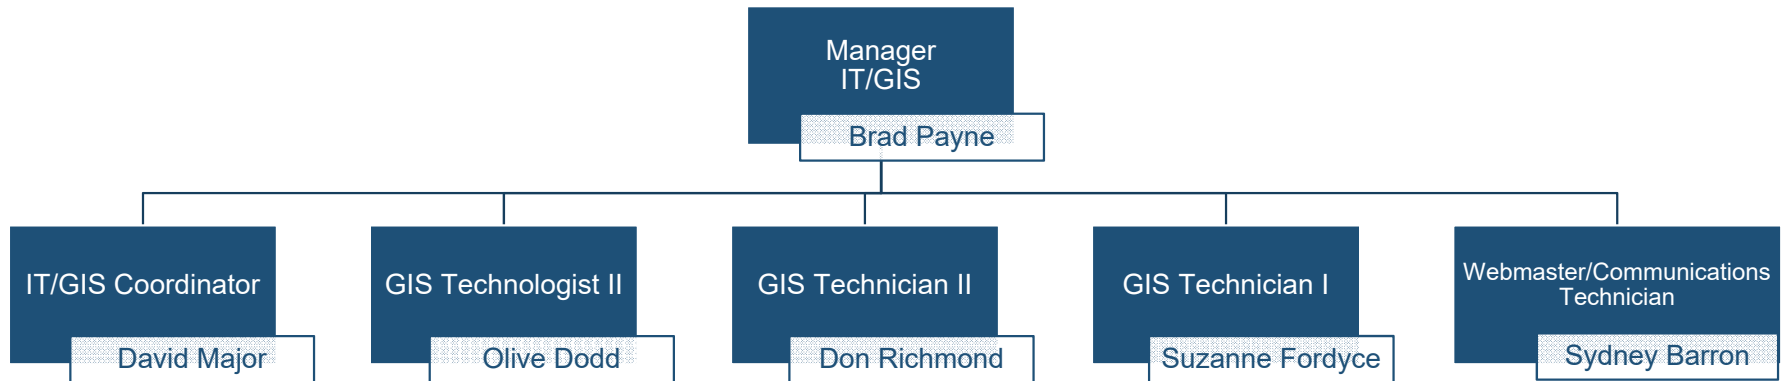 Manager
IT/GIS
Brad Payne
IT/GIS Coordinator
David Major
GIS Technologist II
Olive Dodd
GIS Technician II
Don Richmond
GIS Technician I
Suzanne Fordyce
Webmaster/Communications
Technician
Sydney Barron